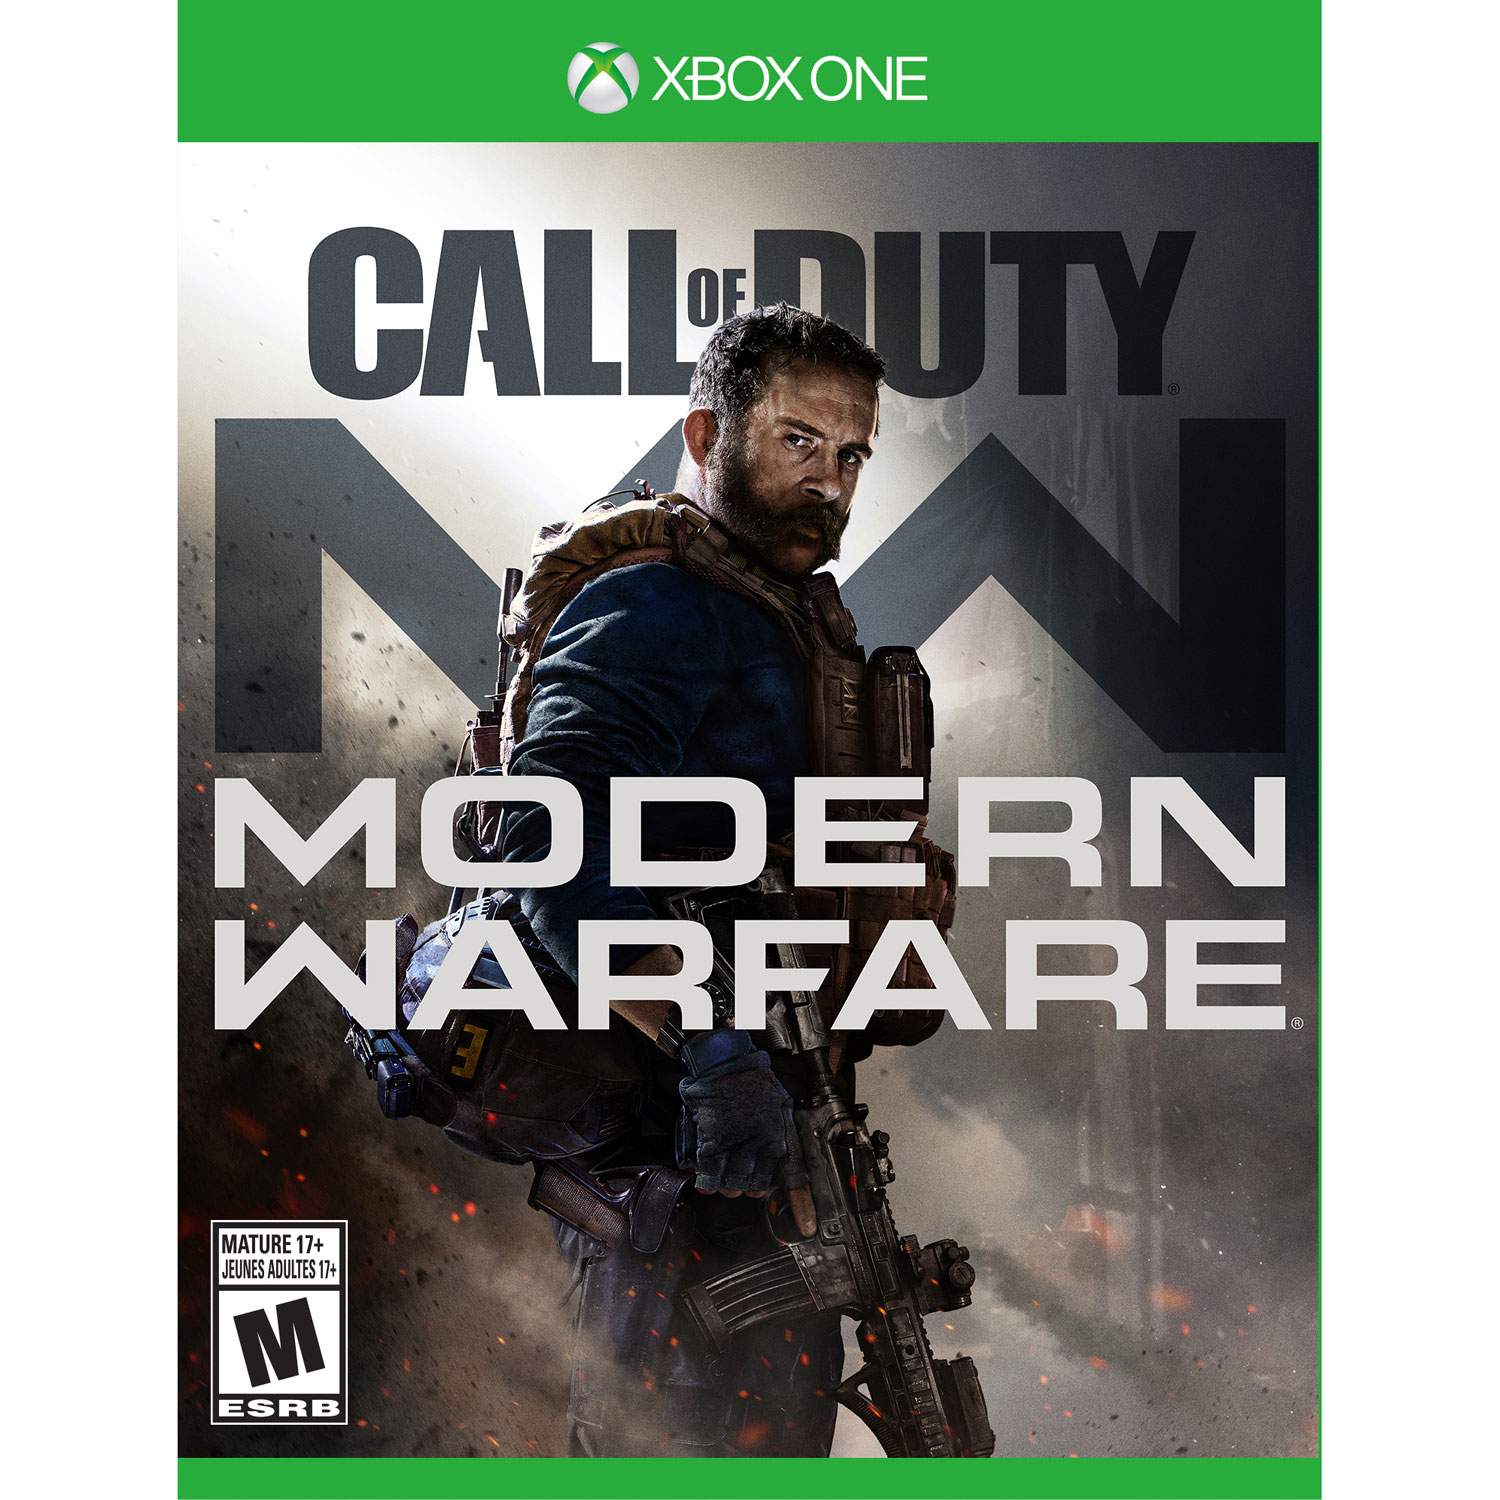 XBOX ONE
CALL OF DUTY®
MW
MODERN
WARFARE®
MATURE 17+
JEUNES ADULTES 17+
M
ESRB